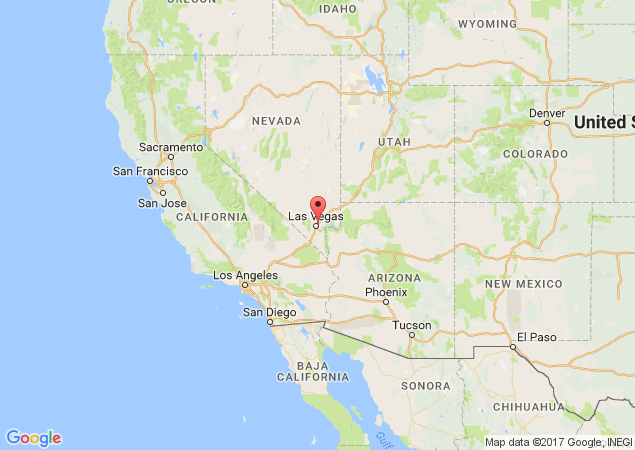 IDAHO
WYOMING
NEVADA
UTAH
Denver
United S
COLORADO
Sacramento
San Francisco
San Jose
CALIFORNIA
Las Vegas
Los Angeles
ARIZONA
NEW MEXICO
Phoenix
San Diego
Tucson
El Paso
BAJA
CALIFORNIA
SONORA
CHIHUAHUA
Gulf
Google
Map data ©2017 Google, INEGI